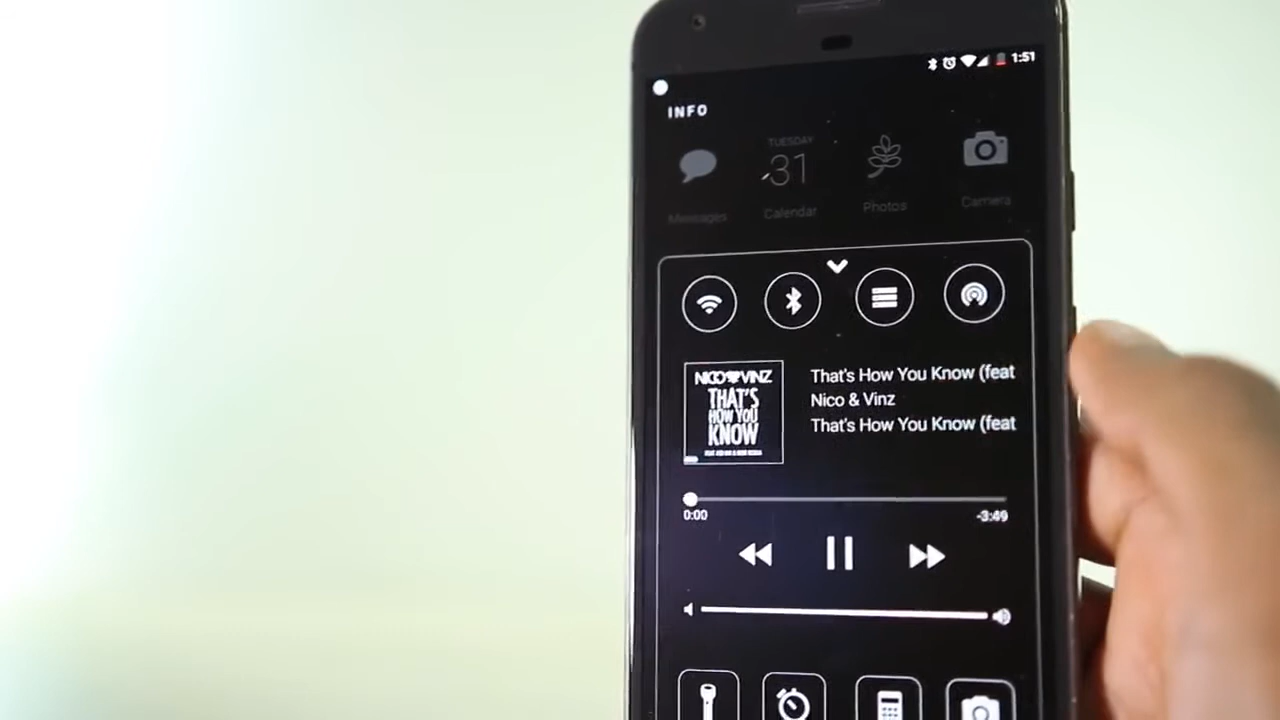 1:51
INFO
TUESDAY
31
Messages
Calendar
Photos
Camera
NICO VINZ
THAT'S
HOW YOU
KNOW
That's How You Know (feat
Nico & Vinz
That's How You Know (feat
0:00
-3:49